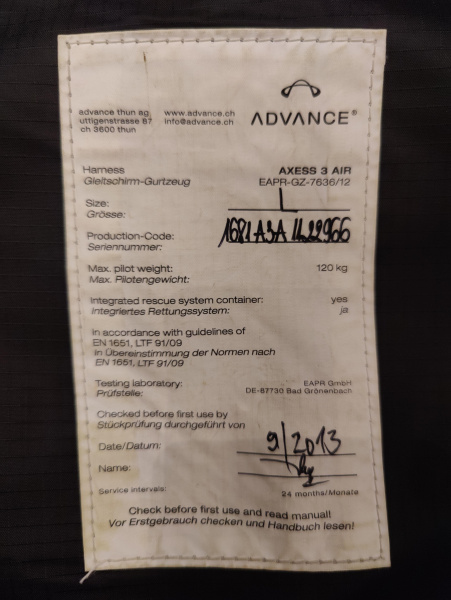 advance thun ag www.advance.ch
uttigenstrasse 87 info@advance.ch
ch 3600 thun
ADVANCE®
Harness AXESS 3 AIR
Gleitschirm-Gurtzeug EAPR-GZ-7636/12
Size: L
Grösse:
Production-Code: 1681A3A1422966
Seriennummer:
Max. pilot weight: 120 kg
Max. Pilotengewicht:
Integrated rescue system container: yes
Integriertes Rettungssystem: ja
In accordance with guidelines of
EN 1651, LTF 91/09
In Übereinstimmung der Normen nach
EN 1651, LTF 91/09
Testing laboratory: EAPR GmbH
Prüfstelle: DE-87730 Bad Grönenbach
Checked before first use by
Stückprüfung durchgeführt von
Date/Datum: 9/2013
Name:
Service intervals: 24 months/Monate
Check before first use and read manual!
Vor Erstgebrauch checken und Handbuch lesen!